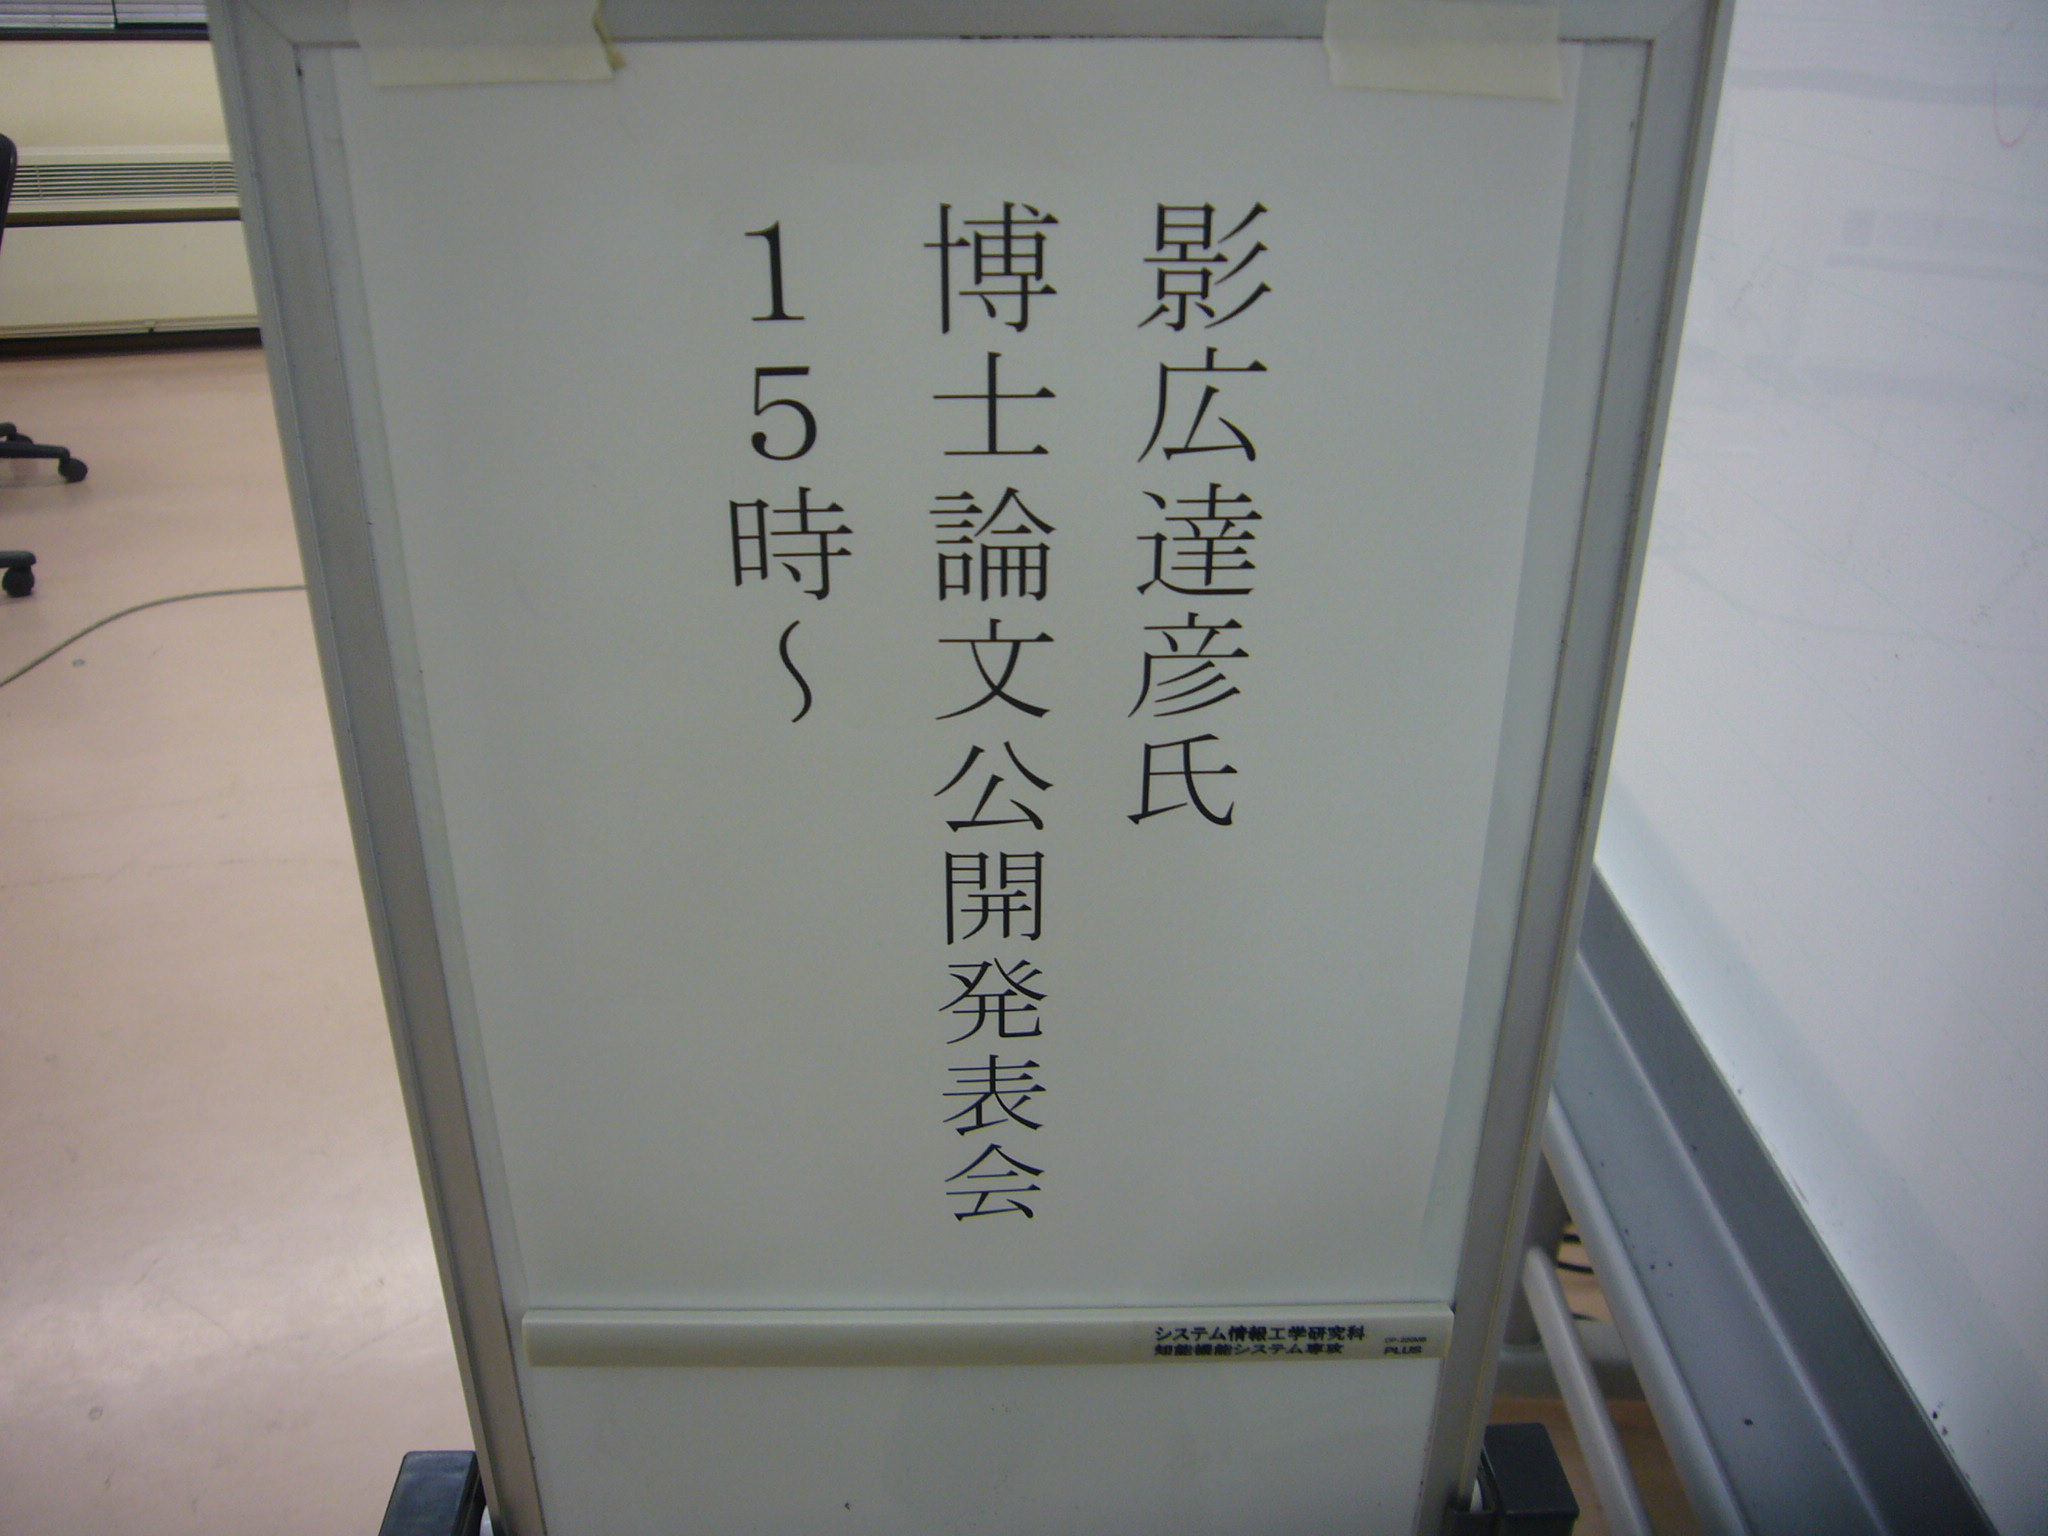 影広達彦氏
博士論文公開発表会
15時～
システム情報工学研究科
知能機能システム専攻
PLUS